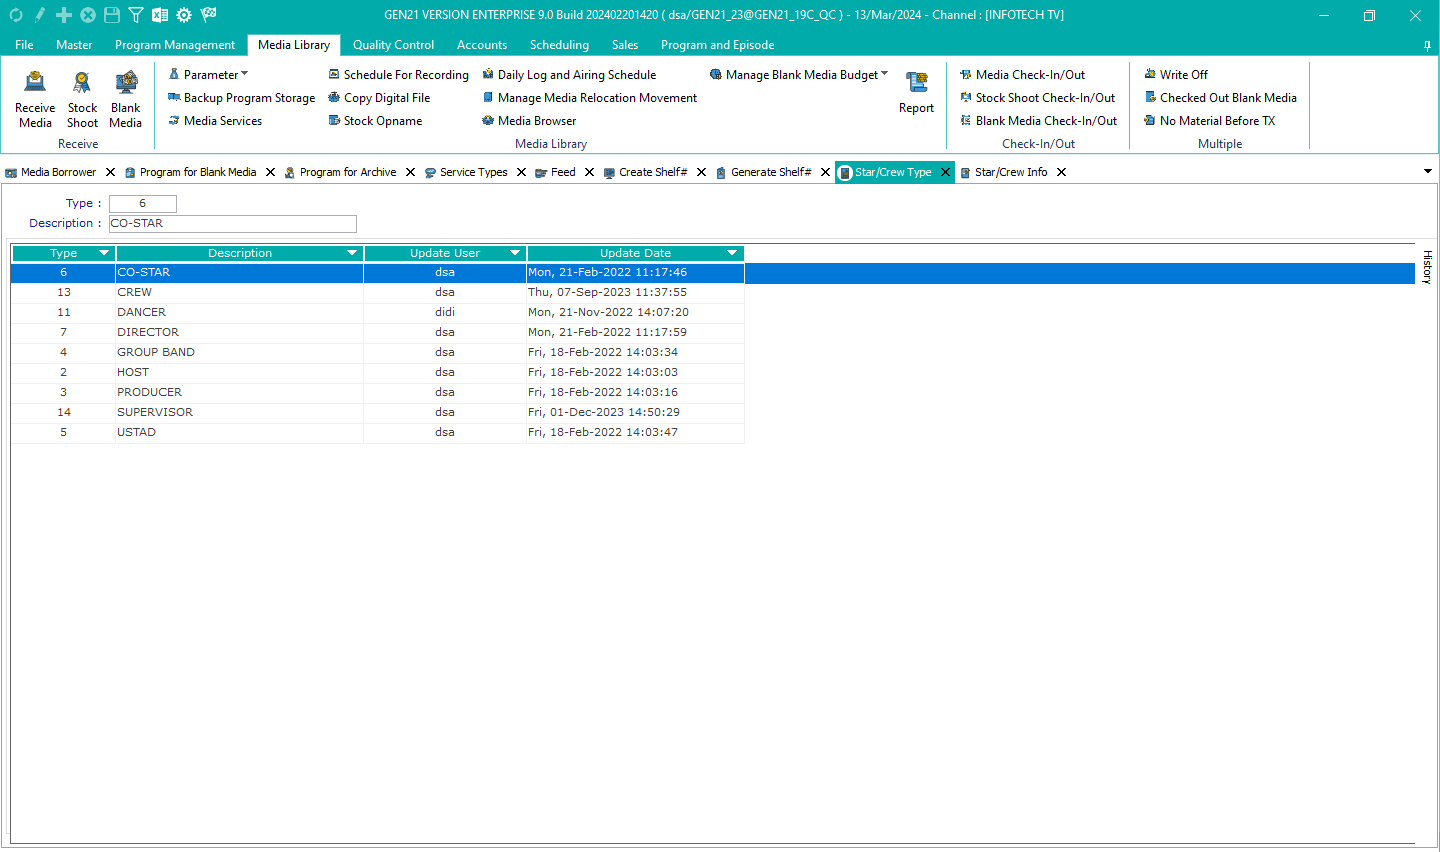 GEN21 VERSION ENTERPRISE 9.0 Build 202402201420 ( dsa/GEN21_23@GEN21_19C_QC ) - 13/Mar/2024 - Channel : [INFOTECH TV]
File Master Program Management Media Library Quality Control Accounts Scheduling Sales Program and Episode
Receive Media
Stock Shoot
Blank Media
Receive
Parameter
Backup Program Storage
Media Services
Schedule For Recording
Copy Digital File
Stock Opname
Daily Log and Airing Schedule
Manage Media Relocation Movement
Media Browser
Manage Blank Media Budget
Report
Media Library
Media Check-In/Out
Stock Shoot Check-In/Out
Blank Media Check-In/Out
Check-In/Out
Write Off
Checked Out Blank Media
No Material Before TX
Multiple
Media Borrower Program for Blank Media Program for Archive Service Types Feed Create Shelf# Generate Shelf# Star/Crew Type Star/Crew Info
Type : 6
Description : CO-STAR
Type Description Update User Update Date
6 CO-STAR dsa Mon, 21-Feb-2022 11:17:46
13 CREW dsa Thu, 07-Sep-2023 11:37:55
11 DANCER didi Mon, 21-Nov-2022 14:07:20
7 DIRECTOR dsa Mon, 21-Feb-2022 11:17:59
4 GROUP BAND dsa Fri, 18-Feb-2022 14:03:34
2 HOST dsa Fri, 18-Feb-2022 14:03:03
3 PRODUCER dsa Fri, 18-Feb-2022 14:03:16
14 SUPERVISOR dsa Fri, 01-Dec-2023 14:50:29
5 USTAD dsa Fri, 18-Feb-2022 14:03:47
History